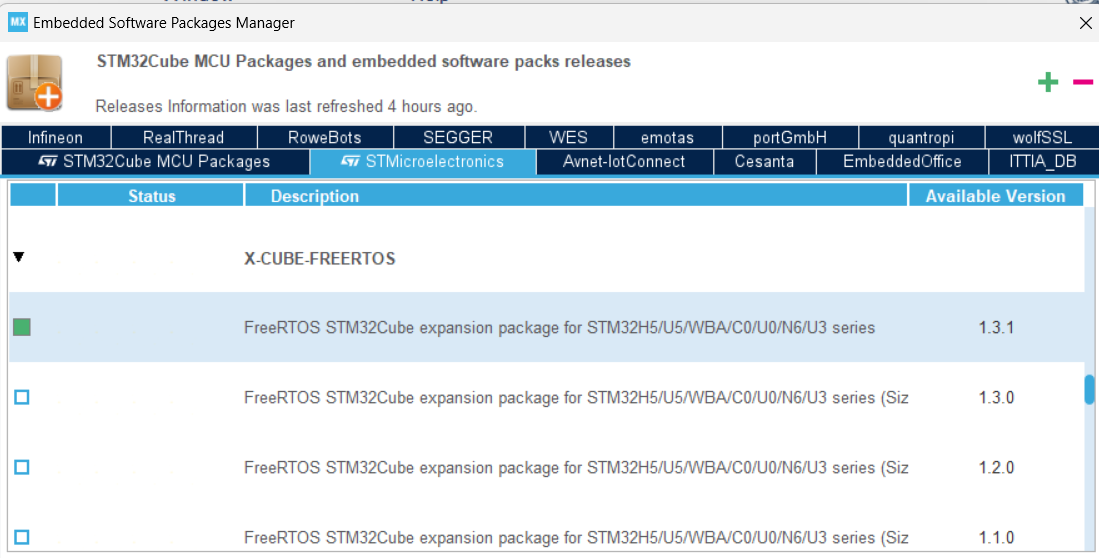 MX Embedded Software Packages Manager
STM32Cube MCU Packages and embedded software packs releases
Releases Information was last refreshed 4 hours ago.
Infineon RealThread RoweBots SEGGER WES emotas portGmbH quantropi wolfSSL
STM32Cube MCU Packages STMicroelectronics Avnet-IotConnect Cesanta EmbeddedOffice ITTIA_DB
Status Description Available Version
X-CUBE-FREERTOS
FreeRTOS STM32Cube expansion package for STM32H5/U5/WBA/C0/U0/N6/U3 series 1.3.1
FreeRTOS STM32Cube expansion package for STM32H5/U5/WBA/C0/U0/N6/U3 series (Siz 1.3.0
FreeRTOS STM32Cube expansion package for STM32H5/U5/WBA/C0/U0/N6/U3 series (Siz 1.2.0
FreeRTOS STM32Cube expansion package for STM32H5/U5/WBA/C0/U0/N6/U3 series (Siz 1.1.0